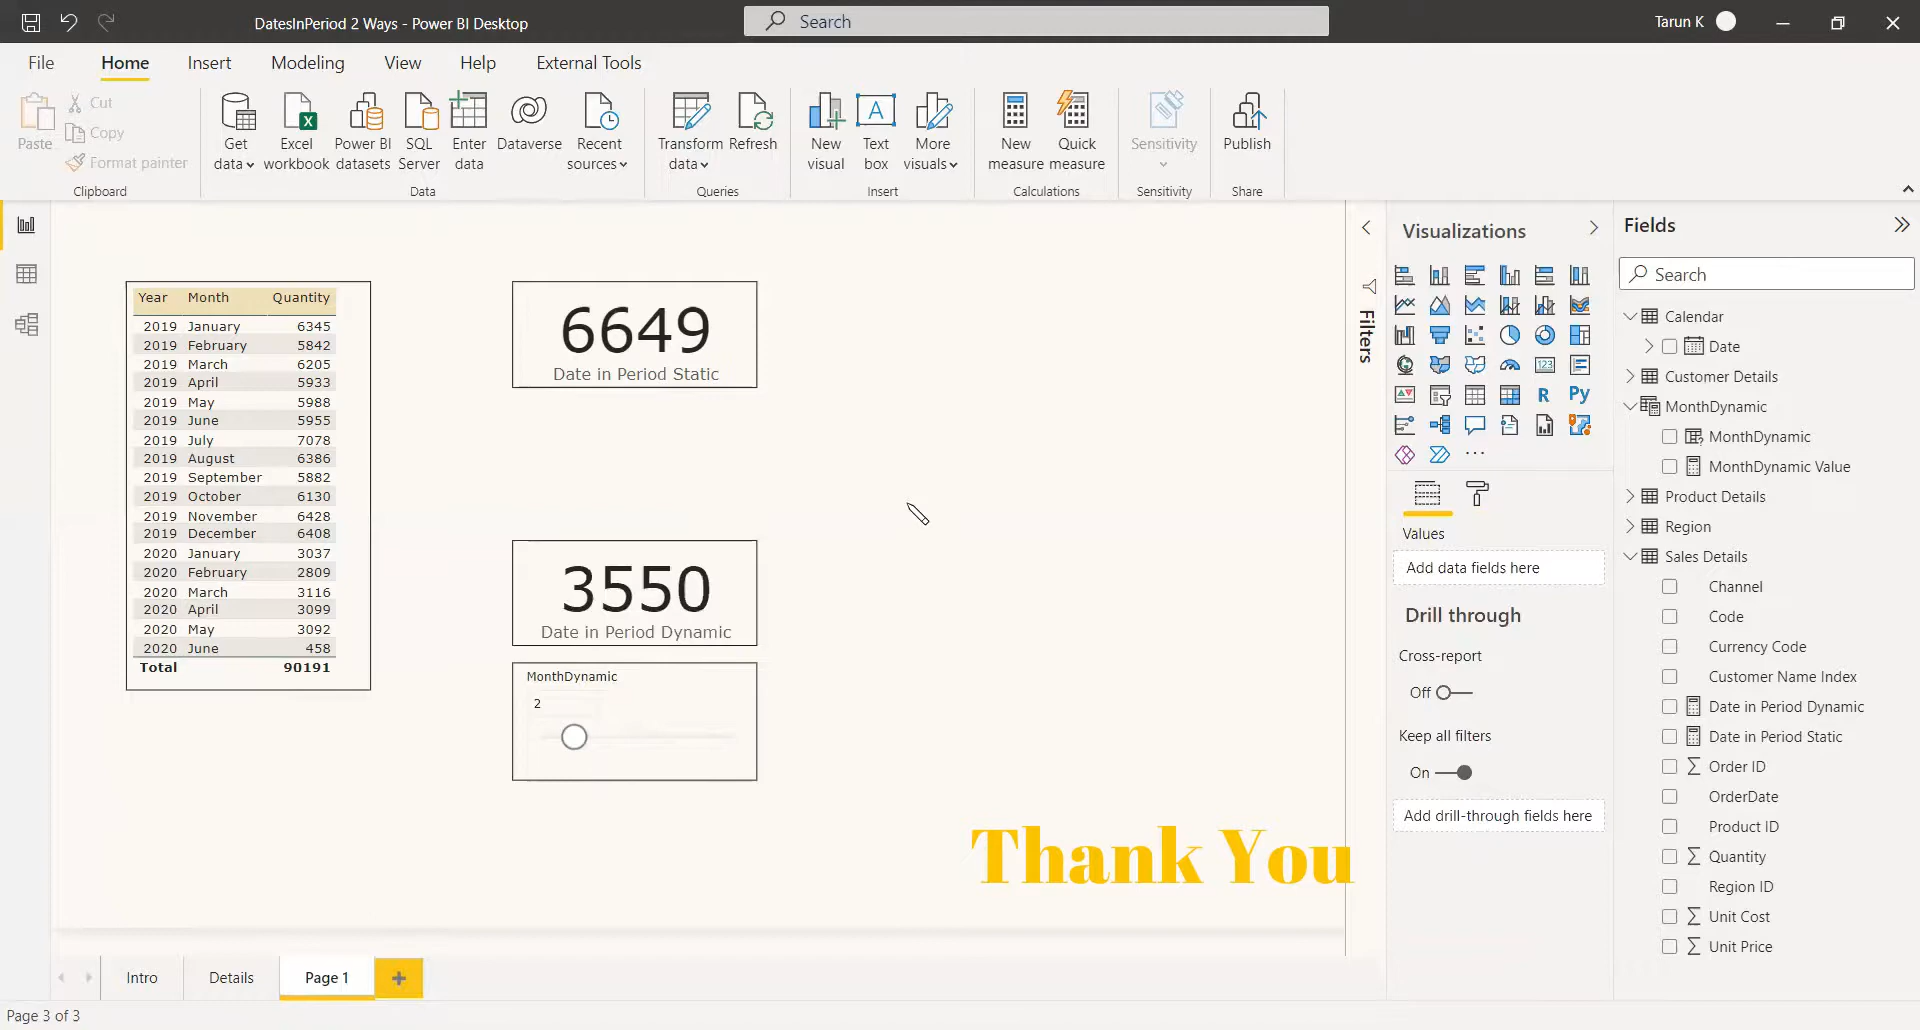 DatesInPeriod 2 Ways - Power BI Desktop
Search
Tarun K
File Home Insert Modeling View Help External Tools
Paste
Cut
Copy
Format painter
Clipboard
Get data
Excel workbook
Power BI datasets
SQL Server
Enter data
Dataverse
Recent sources
Data
Transform data
Refresh
Queries
New visual
Text box
More visuals
Insert
New measure
Quick measure
Calculations
Sensitivity
Sensitivity
Publish
Share
Year Month Quantity
2019 January 6345
2019 February 5842
2019 March 6205
2019 April 5933
2019 May 5988
2019 June 5955
2019 July 7078
2019 August 6386
2019 September 5882
2019 October 6130
2019 November 6428
2019 December 6408
2020 January 3037
2020 February 2809
2020 March 3116
2020 April 3099
2020 May 3092
2020 June 458
Total 90191
6649
Date in Period Static
3550
Date in Period Dynamic
MonthDynamic
2
Thank You
Filters
Visualizations
R Py
Values
Add data fields here
Drill through
Cross-report
Off
Keep all filters
On
Add drill-through fields here
Fields
Search
Calendar
Date
Customer Details
MonthDynamic
MonthDynamic
MonthDynamic Value
Product Details
Region
Sales Details
Channel
Code
Currency Code
Customer Name Index
Date in Period Dynamic
Date in Period Static
Order ID
OrderDate
Product ID
Quantity
Region ID
Unit Cost
Unit Price
Intro Details Page 1
Page 3 of 3